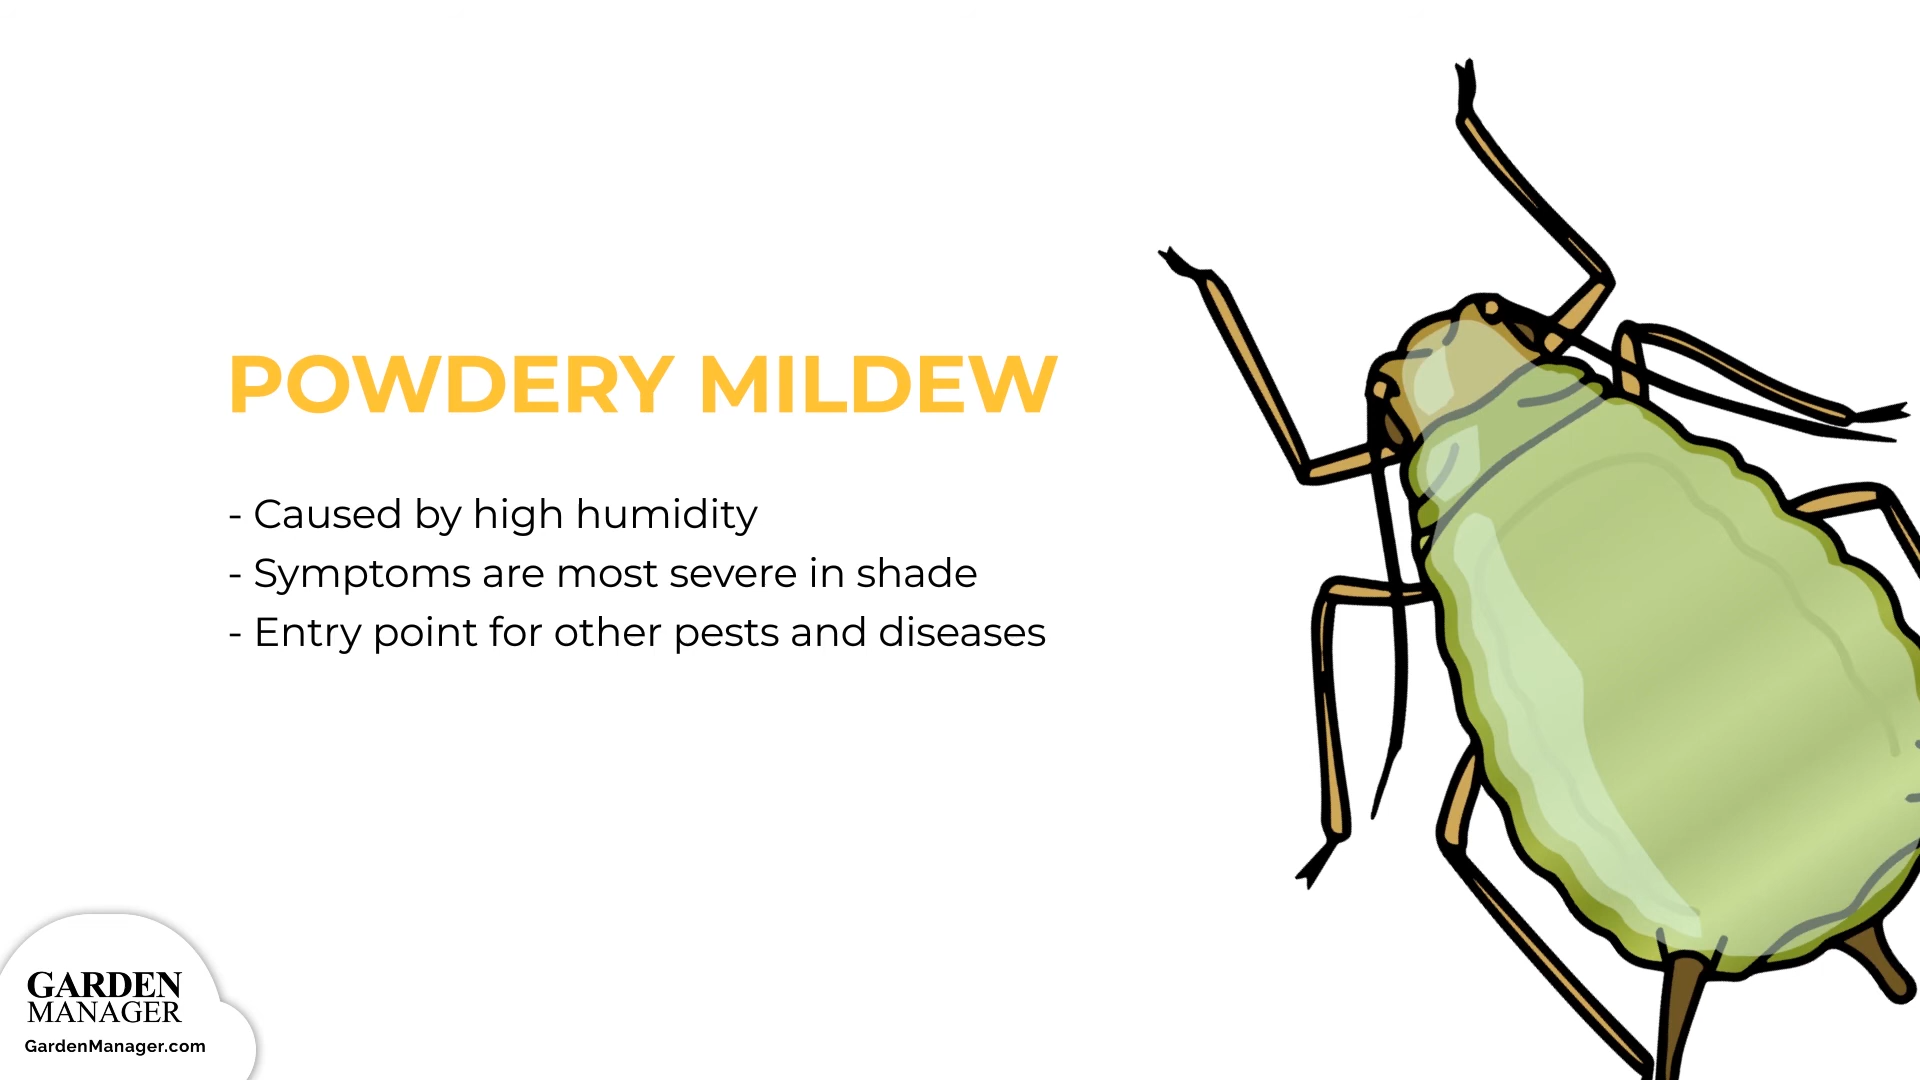 POWDERY MILDEW
- Caused by high humidity
- Symptoms are most severe in shade
- Entry point for other pests and diseases
GARDEN
MANAGER
GardenManager.com